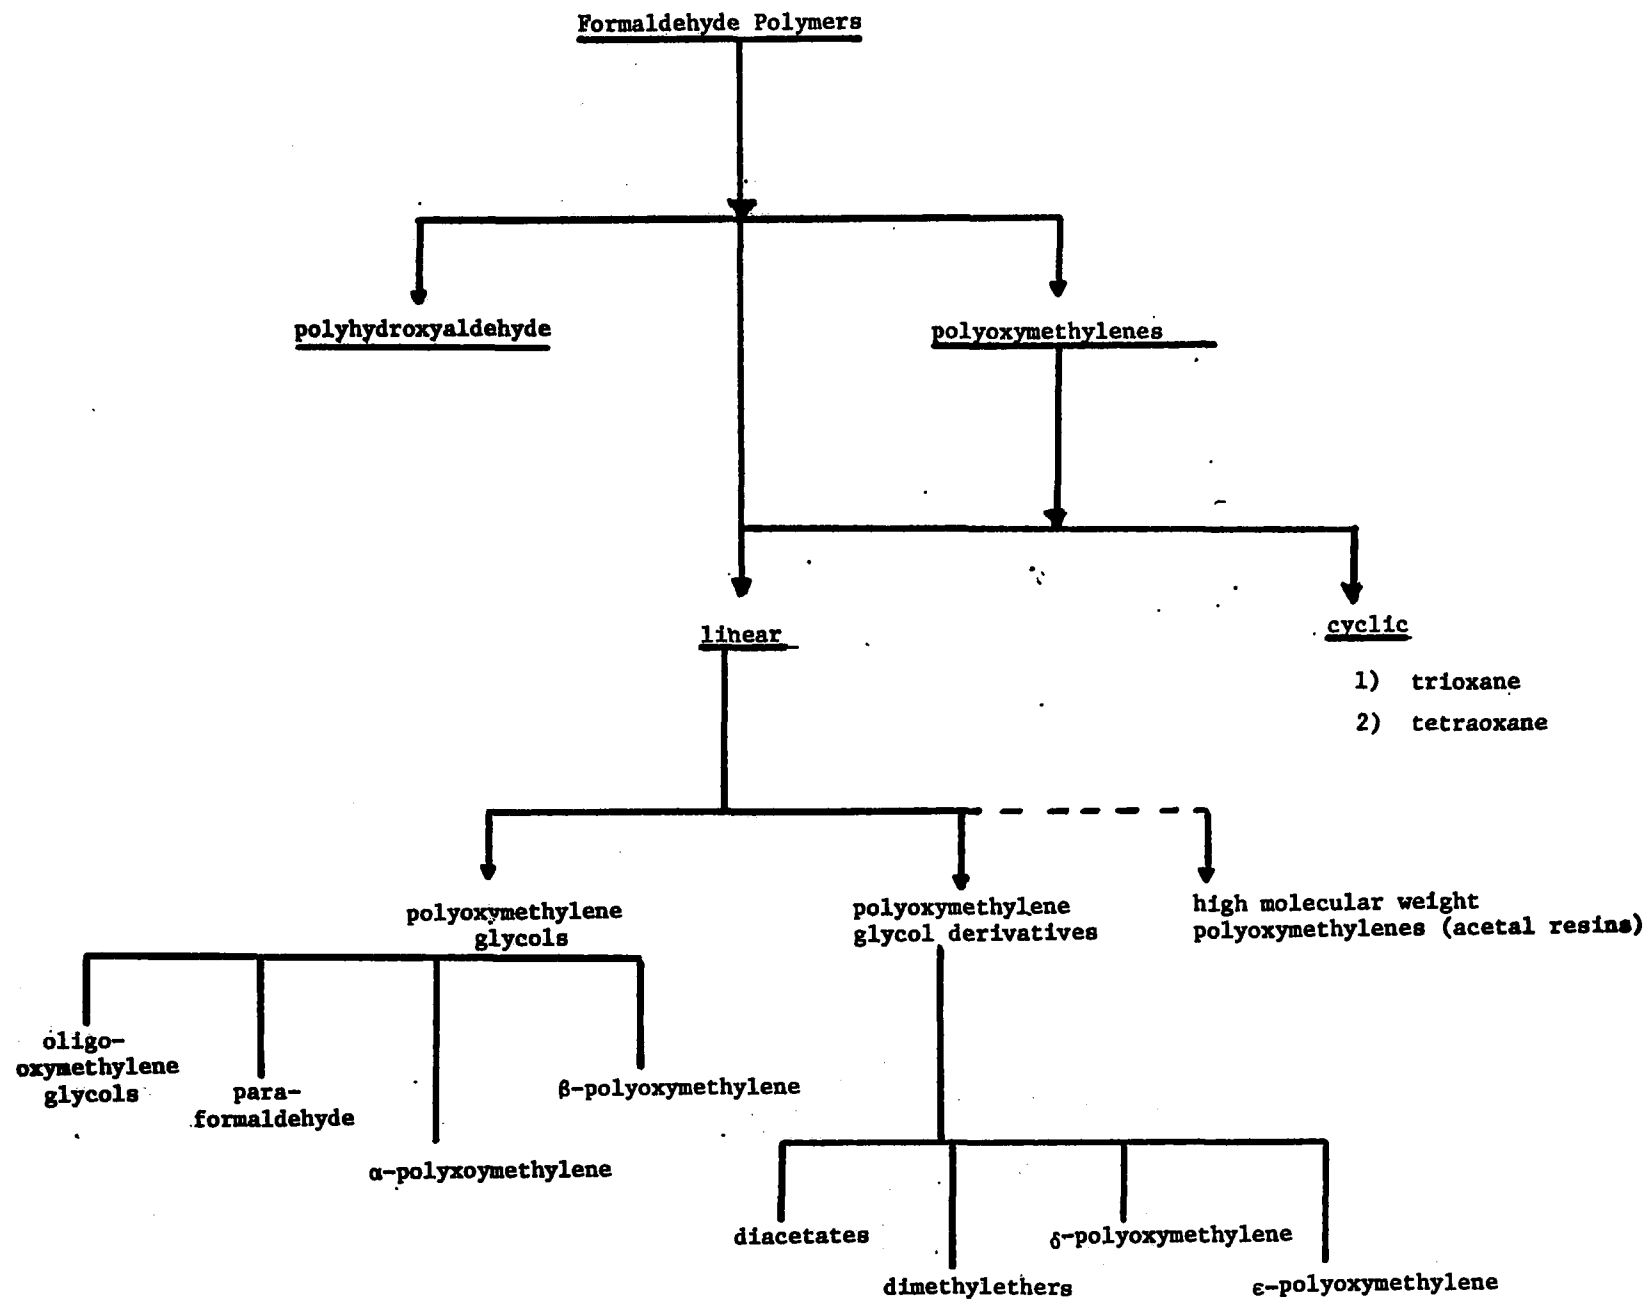 Formaldehyde Polymers
polyhydroxyaldehyde
polyoxymethylenes
linear
cyclic
1) trioxane
2) tetraoxane
polyoxymethylene
glycols
polyoxymethylene
glycol derivatives
high molecular weight
polyoxymethylenes (acetal resins)
oligo-
oxymethylene
glycols
para-
formaldehyde
α-polyxoymethylene
β-polyoxymethylene
diacetates
dimethylethers
δ-polyoxymethylene
ε-polyoxymethylene